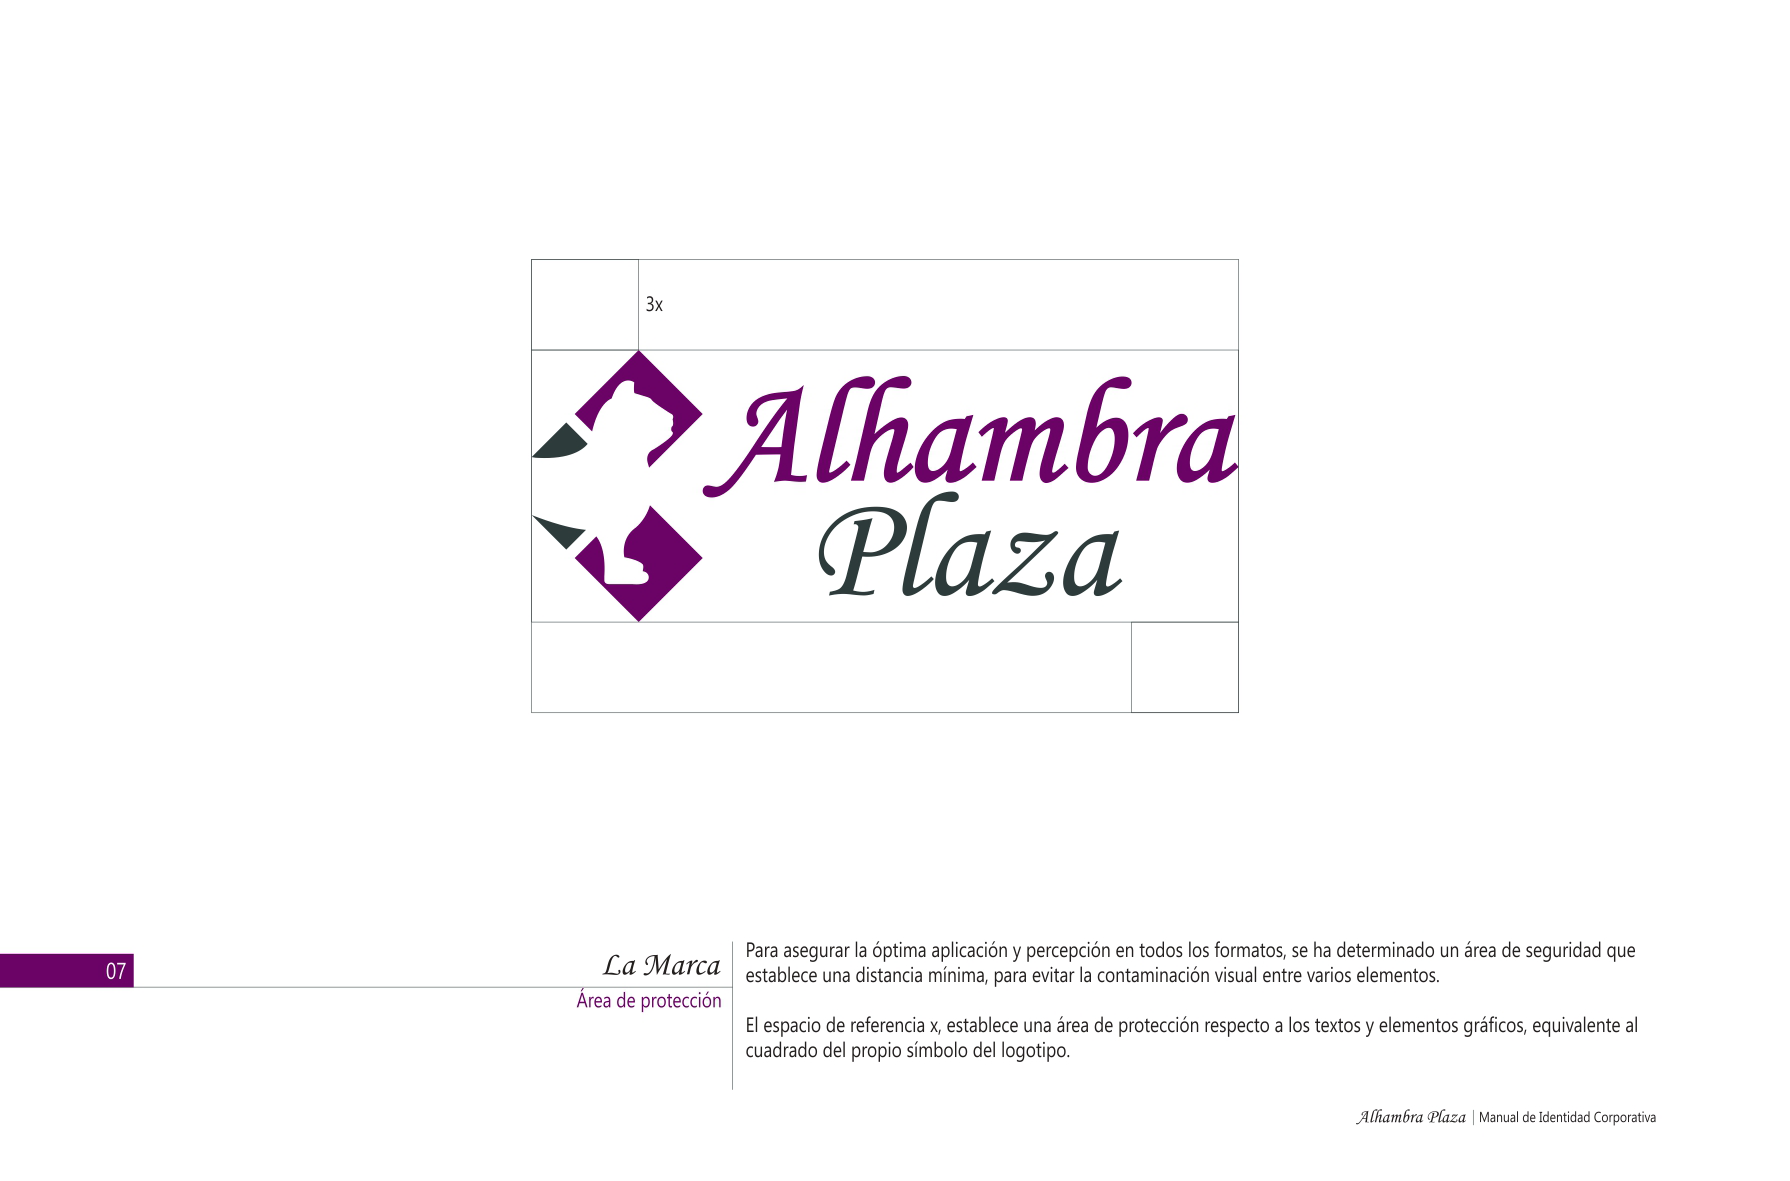 3x
Alhambra
Plaza
07
La Marca
Área de protección
Para asegurar la óptima aplicación y percepción en todos los formatos, se ha determinado un área de seguridad que
establece una distancia mínima, para evitar la contaminación visual entre varios elementos.
El espacio de referencia x, establece una área de protección respecto a los textos y elementos gráficos, equivalente al
cuadrado del propio símbolo del logotipo.
Alhambra Plaza | Manual de Identidad Corporativa